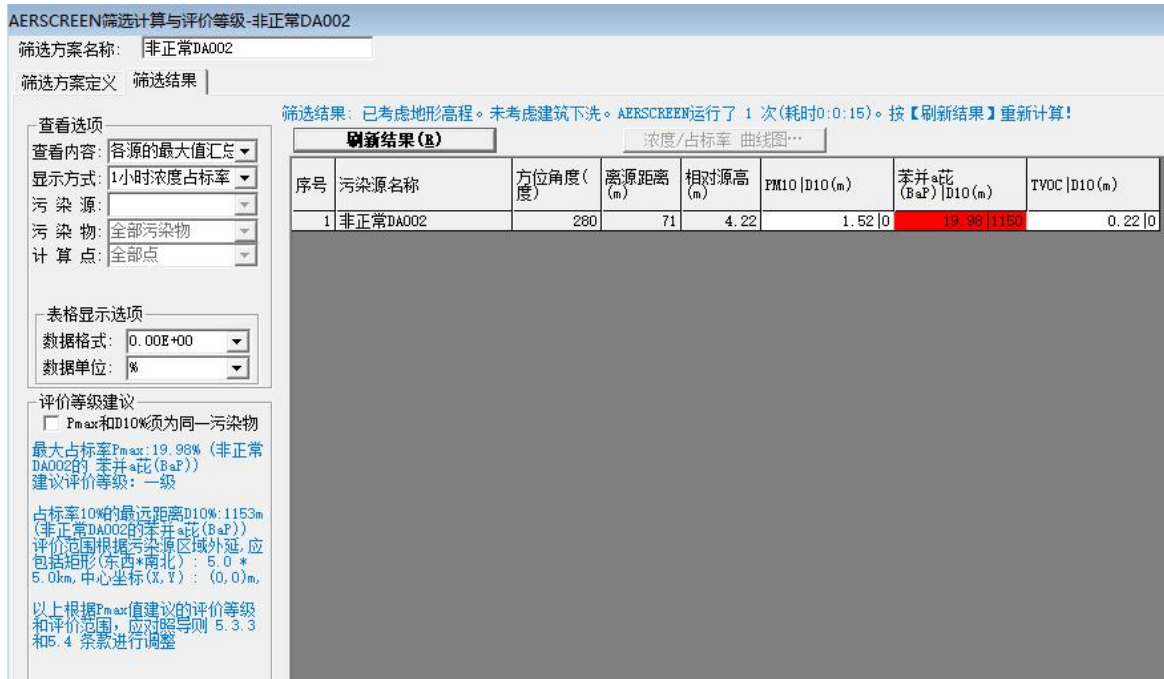 AERSCREEN筛选计算与评价等级-非正常DA002
筛选方案名称: 非正常DA002
筛选方案定义 筛选结果
筛选结果: 已考虑地形高程。未考虑建筑下洗。AERSCREEN运行了 1 次(耗时0:0:15)。按【刷新结果】重新计算!
查看选项
查看内容: 各源的最大值汇总
显示方式: 1小时浓度占标率
污 染 源:
污 染 物: 全部污染物
计 算 点: 全部点
表格显示选项
数据格式: 0.00E+00
数据单位: %
评价等级建议
Pmax和D10%须为同一污染物
最大占标率Pmax:19.98% (非正常
DA002的 苯并a芘(BaP))
建议评价等级: 一级
占标率10%的最远距离D10%:1153m
(非正常DA002的苯并a芘(BaP))
评价范围根据污染源区域外延,应
包括矩形(东西*南北) : 5.0 *
5.0km,中心坐标(X,Y) : (0,0)m,
以上根据Pmax值建议的评价等级
和评价范围, 应对照导则 5.3.3
和5.4 条款进行调整
刷新结果(R) 浓度/占标率 曲线图…
序号 污染源名称 方位角度(度) 离源距离(m) 相对源高(m) PM10|D10(m) 苯并a芘(BaP)|D10(m) TVOC|D10(m)
1 非正常DA002 280 71 4.22 1.52|0 19.98|1150 0.22|0